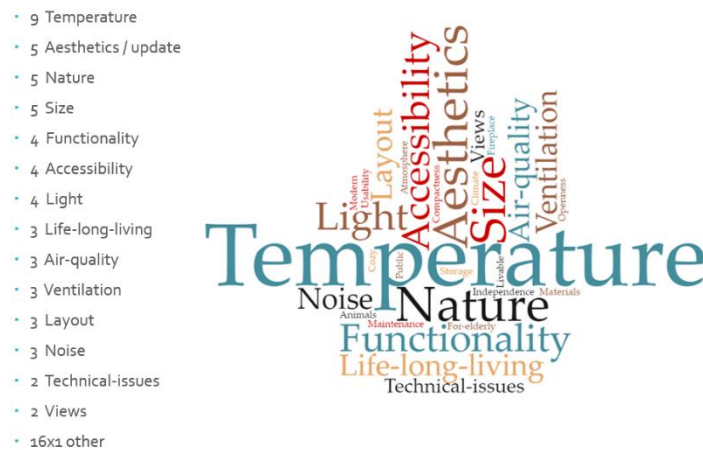 9 Temperature
5 Aesthetics / update
5 Nature
5 Size
4 Functionality
4 Accessibility
4 Light
3 Life-long-living
3 Air-quality
3 Ventilation
3 Layout
3 Noise
2 Technical-issues
2 Views
16x1 other
Modern
Usability
Layout
Atmosphere
Accessibility
Compactness
Aesthetics
Climate
Views
Fireplace
Size
Air-quality
Ventilation
Openness
Light
Temperature
Cozy
Public
Storage
Livable
Noise
Nature
Independence
Materials
Animals
Maintenance
For-elderly
Functionality
Life-long-living
Technical-issues